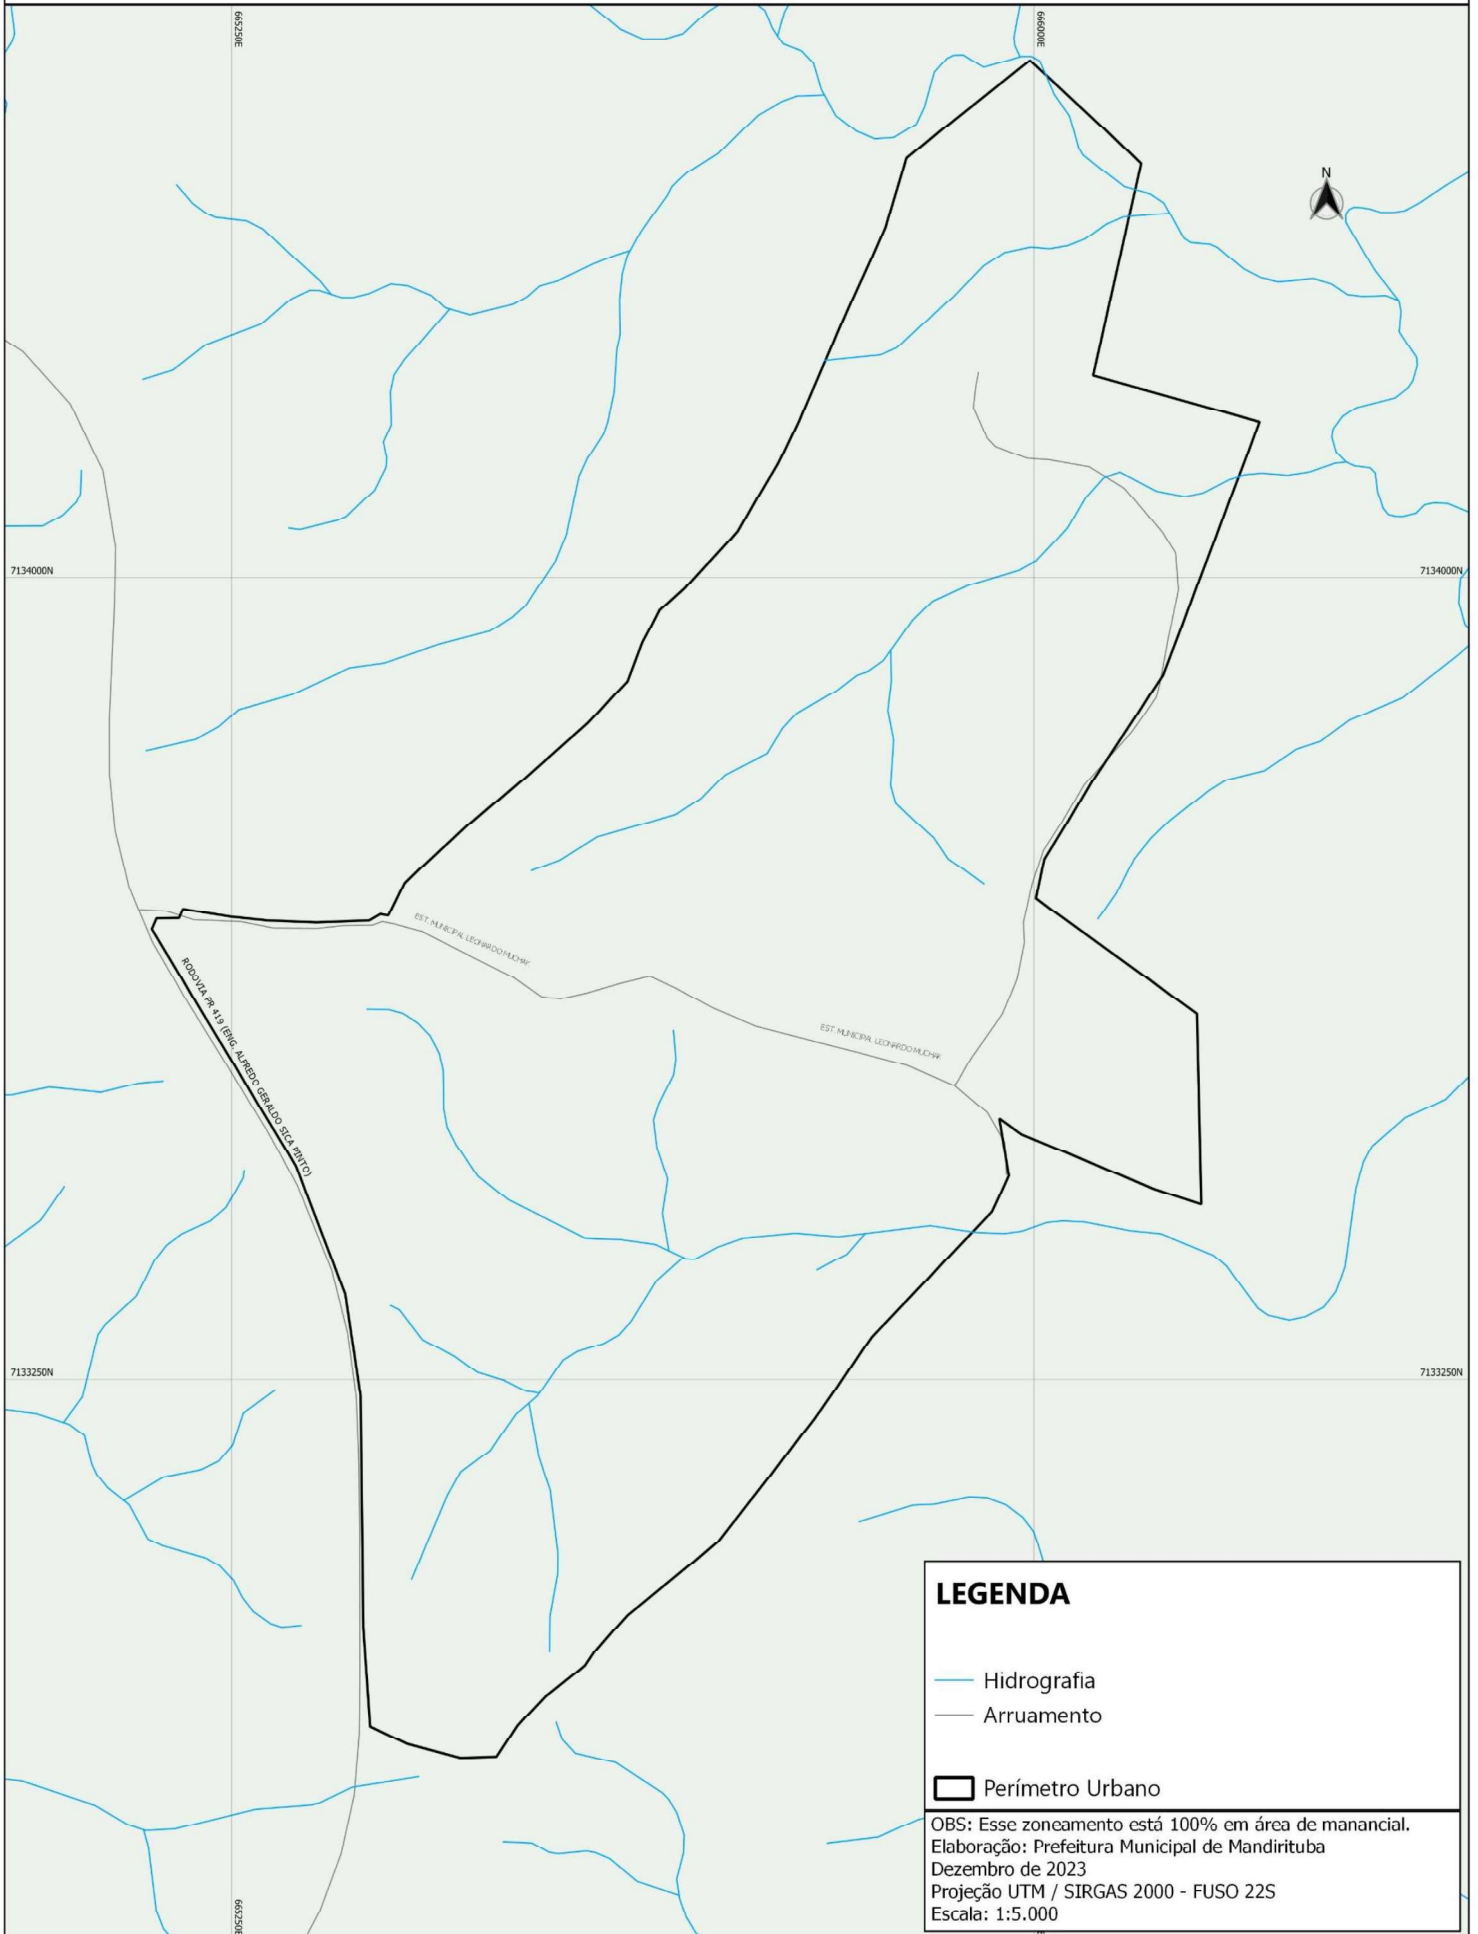 665250E
666000E
N
7134000N
7134000N
EST. MUNICIPAL LEONARDO MUCHAK
RODOVIA PR 419 (ENG. ALFREDO GERALDO SICA PINTO)
EST. MUNICIPAL LEONARDO MUCHAK
7133250N
7133250N
LEGENDA
Hidrografia
Arruamento
Perímetro Urbano
OBS: Esse zoneamento está 100% em área de manancial.
Elaboração: Prefeitura Municipal de Mandirituba
Dezembro de 2023
Projeção UTM / SIRGAS 2000 - FUSO 22S
Escala: 1:5.000
665250E